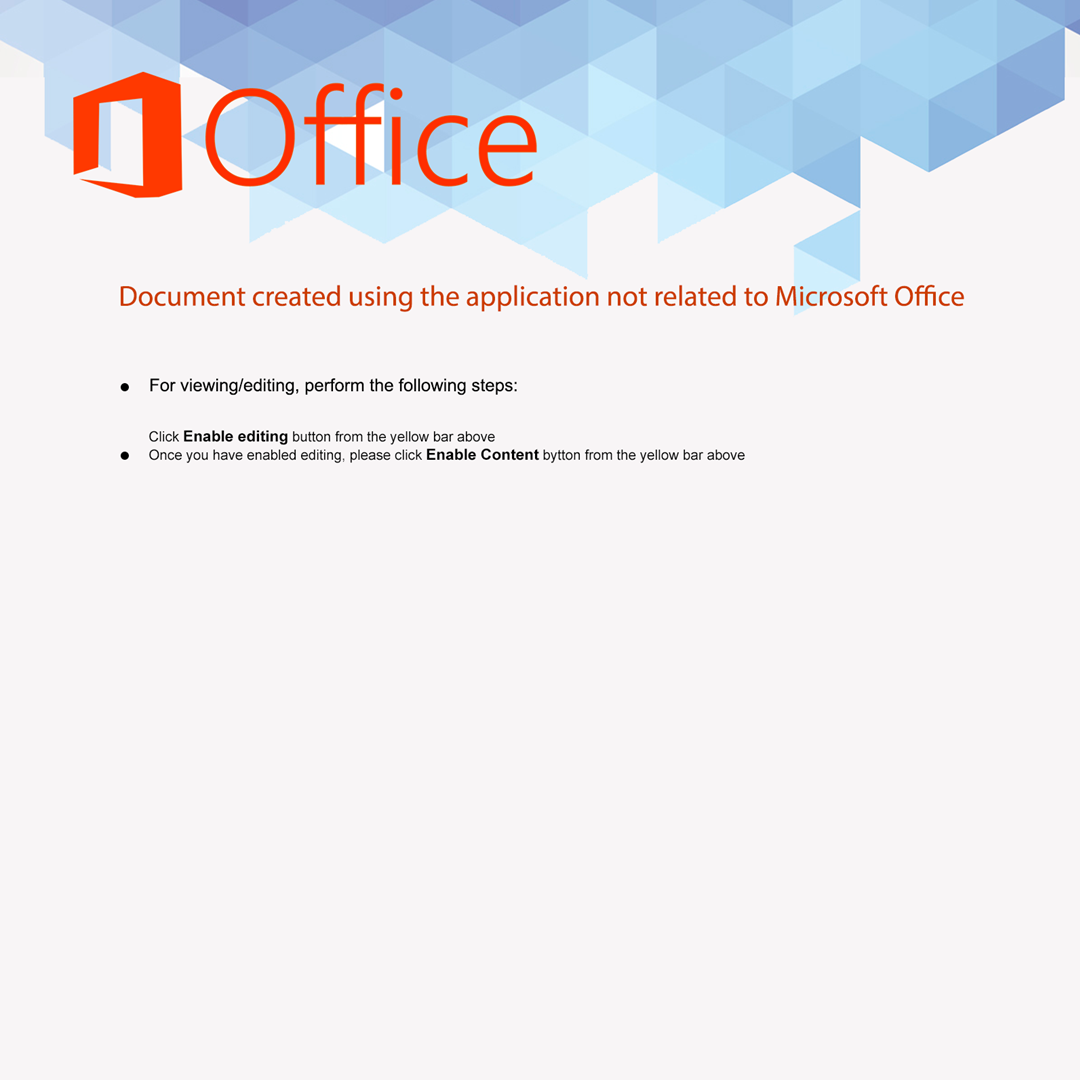 Office
Document created using the application not related to Microsoft Office
● For viewing/editing, perform the following steps:
Click Enable editing button from the yellow bar above
● Once you have enabled editing, please click Enable Content bytton from the yellow bar above